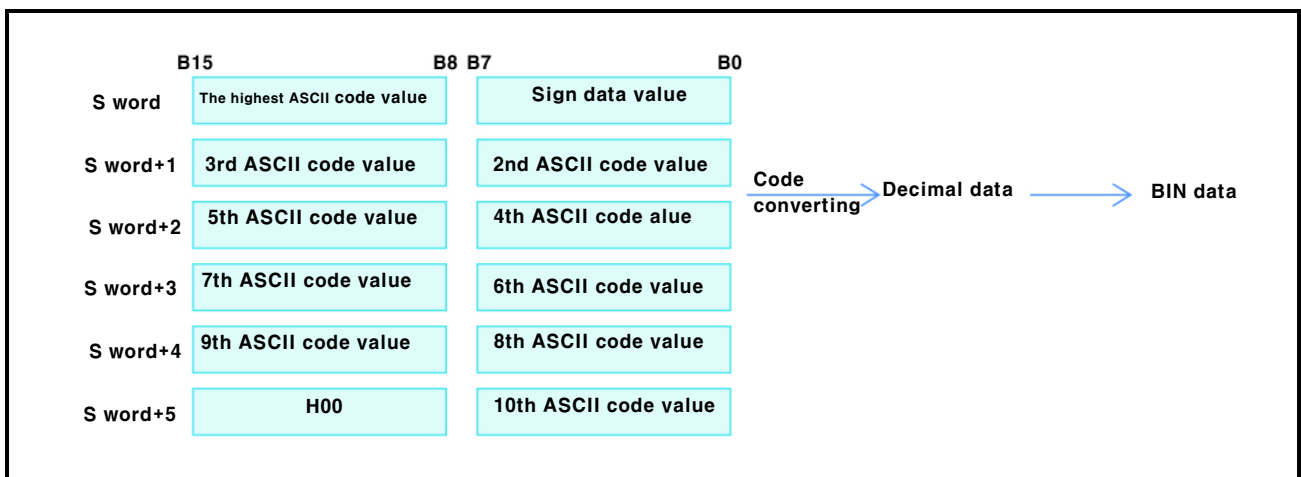 B15 B8 B7 B0
S word The highest ASCII code value Sign data value
S word+1 3rd ASCII code value 2nd ASCII code value
Code
converting Decimal data BIN data
S word+2 5th ASCII code value 4th ASCII code alue
S word+3 7th ASCII code value 6th ASCII code value
S word+4 9th ASCII code value 8th ASCII code value
S word+5 H00 10th ASCII code value